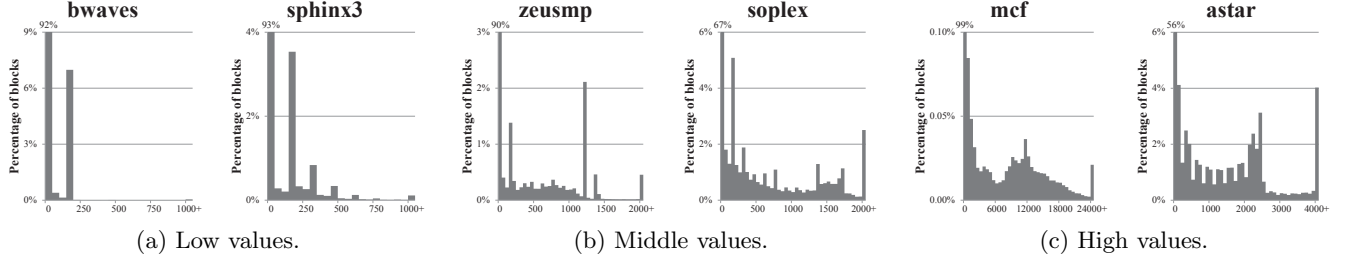 bwaves
92%
9%
6%
3%
0%
Percentage of blocks
0 250 500 750 1000+
sphinx3
93%
4%
2%
0%
Percentage of blocks
0 250 500 750 1000+
zeusmp
90%
3%
2%
1%
0%
Percentage of blocks
0 500 1000 1500 2000+
soplex
67%
6%
4%
2%
0%
Percentage of blocks
0 500 1000 1500 2000+
mcf
99%
0.10%
0.05%
0.00%
Percentage of blocks
0 6000 12000 18000 24000+
astar
56%
6%
4%
2%
0%
Percentage of blocks
0 1000 2000 3000 4000+
(a) Low values.
(b) Middle values.
(c) High values.